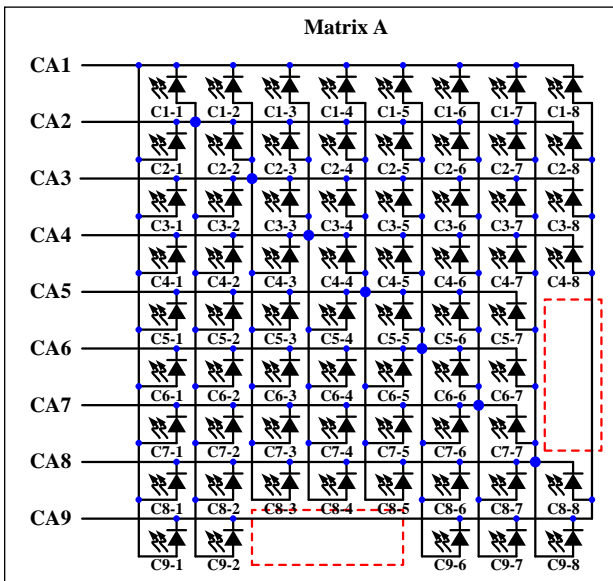 Matrix A
CA1
C1-1 C1-2 C1-3 C1-4 C1-5 C1-6 C1-7 C1-8
CA2
C2-1 C2-2 C2-3 C2-4 C2-5 C2-6 C2-7 C2-8
CA3
C3-1 C3-2 C3-3 C3-4 C3-5 C3-6 C3-7 C3-8
CA4
C4-1 C4-2 C4-3 C4-4 C4-5 C4-6 C4-7 C4-8
CA5
C5-1 C5-2 C5-3 C5-4 C5-5 C5-6 C5-7
CA6
C6-1 C6-2 C6-3 C6-4 C6-5 C6-6 C6-7
CA7
C7-1 C7-2 C7-3 C7-4 C7-5 C7-6 C7-7
CA8
C8-1 C8-2 C8-3 C8-4 C8-5 C8-6 C8-7 C8-8
CA9
C9-1 C9-2 C9-6 C9-7 C9-8